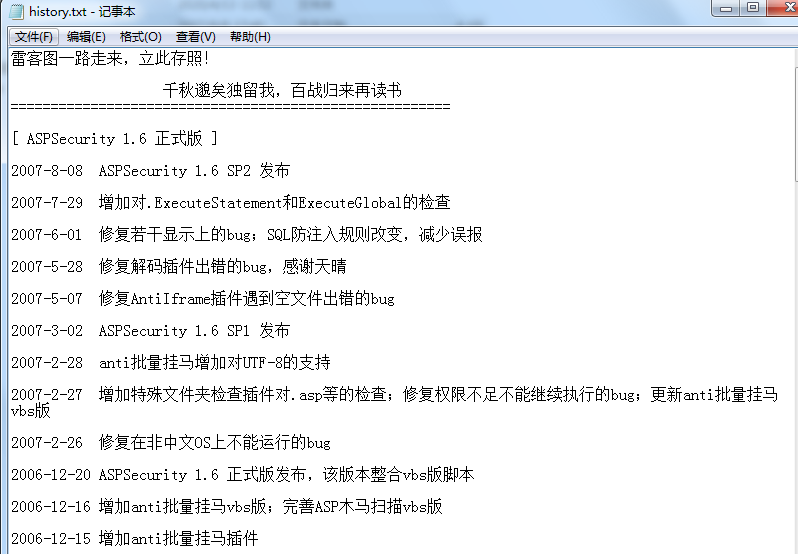 history.txt - 记事本
文件(F) 编辑(E) 格式(O) 查看(V) 帮助(H)
雷客图一路走来，立此存照！
千秋邈矣独留我，百战归来再读书
=======================================================
[ ASPSecurity 1.6 正式版 ]
2007-8-08 ASPSecurity 1.6 SP2 发布
2007-7-29 增加对.ExecuteStatement和ExecuteGlobal的检查
2007-6-01 修复若干显示上的bug；SQL防注入规则改变，减少误报
2007-5-28 修复解码插件出错的bug，感谢天晴
2007-5-07 修复AntiIframe插件遇到空文件出错的bug
2007-3-02 ASPSecurity 1.6 SP1 发布
2007-2-28 anti批量挂马增加对UTF-8的支持
2007-2-27 增加特殊文件夹检查插件对.asp等的检查；修复权限不足不能继续执行的bug；更新anti批量挂马
vbs版
2007-2-26 修复在非中文OS上不能运行的bug
2006-12-20 ASPSecurity 1.6 正式版发布，该版本整合vbs版脚本
2006-12-16 增加anti批量挂马vbs版；完善ASP木马扫描vbs版
2006-12-15 增加anti批量挂马插件